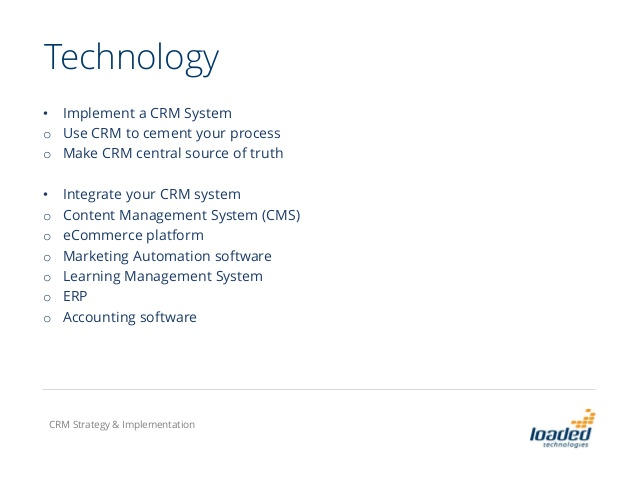 Technology
• Implement a CRM System
o Use CRM to cement your process
o Make CRM central source of truth
• Integrate your CRM system
o Content Management System (CMS)
o eCommerce platform
o Marketing Automation software
o Learning Management System
o ERP
o Accounting software
CRM Strategy & Implementation
loaded
technologies